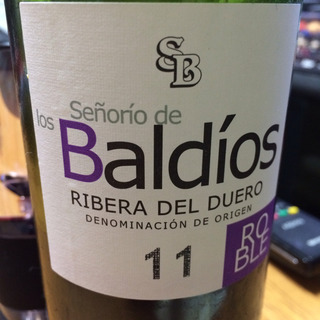 SB
Señorío de
los Baldíos
RIBERA DEL DUERO
DENOMINACIÓN DE ORIGEN
11
RO
BLE